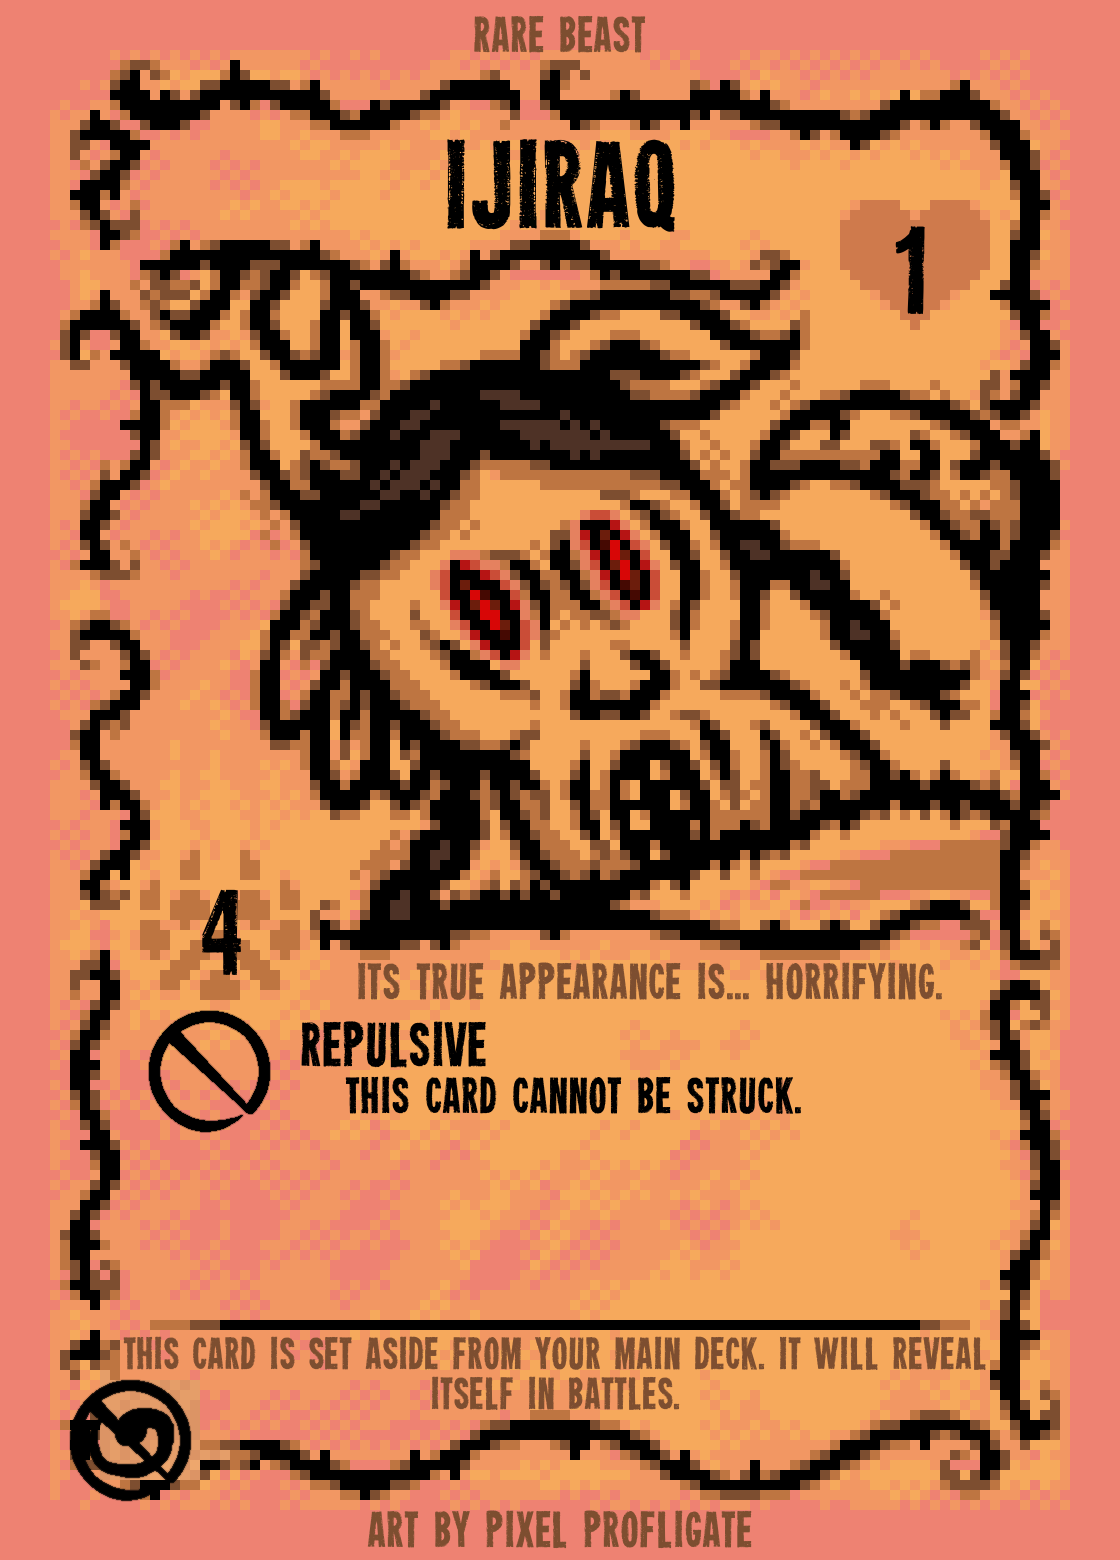 RARE BEAST
IJIRAQ
1
4
ITS TRUE APPEARANCE IS... HORRIFYING.
REPULSIVE
THIS CARD CANNOT BE STRUCK.
THIS CARD IS SET ASIDE FROM YOUR MAIN DECK. IT WILL REVEAL
ITSELF IN BATTLES.
ART BY PIXEL PROFLIGATE